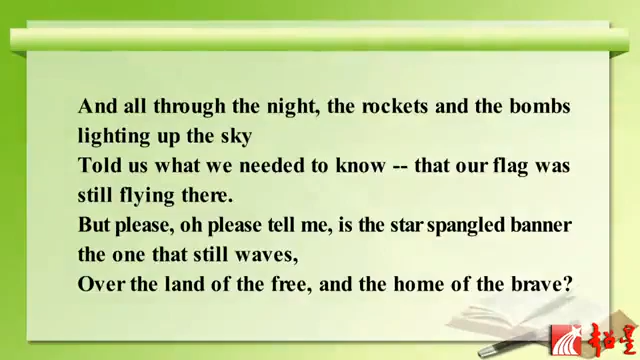 And all through the night, the rockets and the bombs
lighting up the sky
Told us what we needed to know -- that our flag was
still flying there.
But please, oh please tell me, is the star spangled banner
the one that still waves,
Over the land of the free, and the home of the brave?